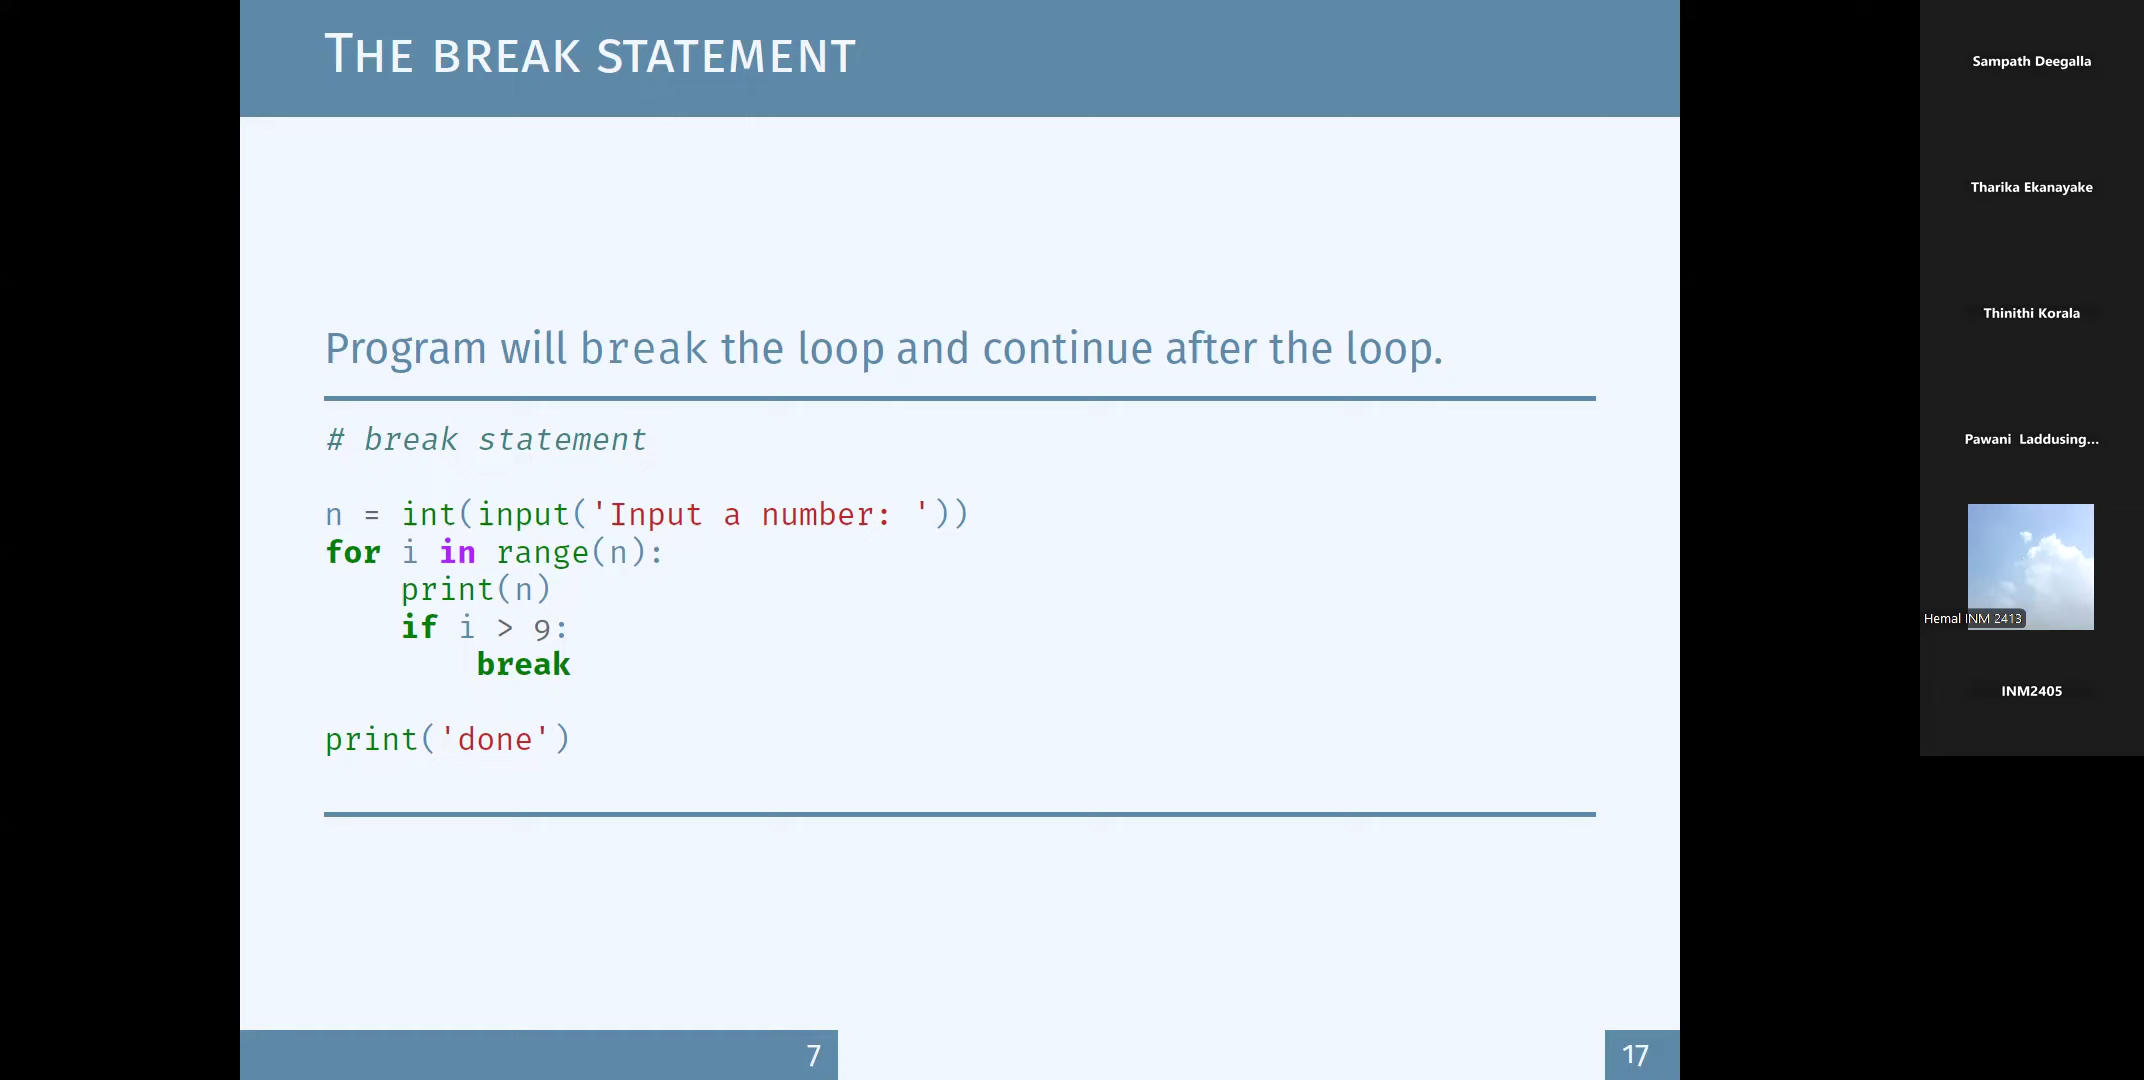 THE BREAK STATEMENT
Program will break the loop and continue after the loop.
# break statement
n = int(input('Input a number: '))
for i in range(n):
    print(n)
    if i > 9:
        break
print('done')
7
17
Sampath Deegalla
Tharika Ekanayake
Thinithi Korala
Pawani Laddusing...
Hemal INM 2413
INM2405